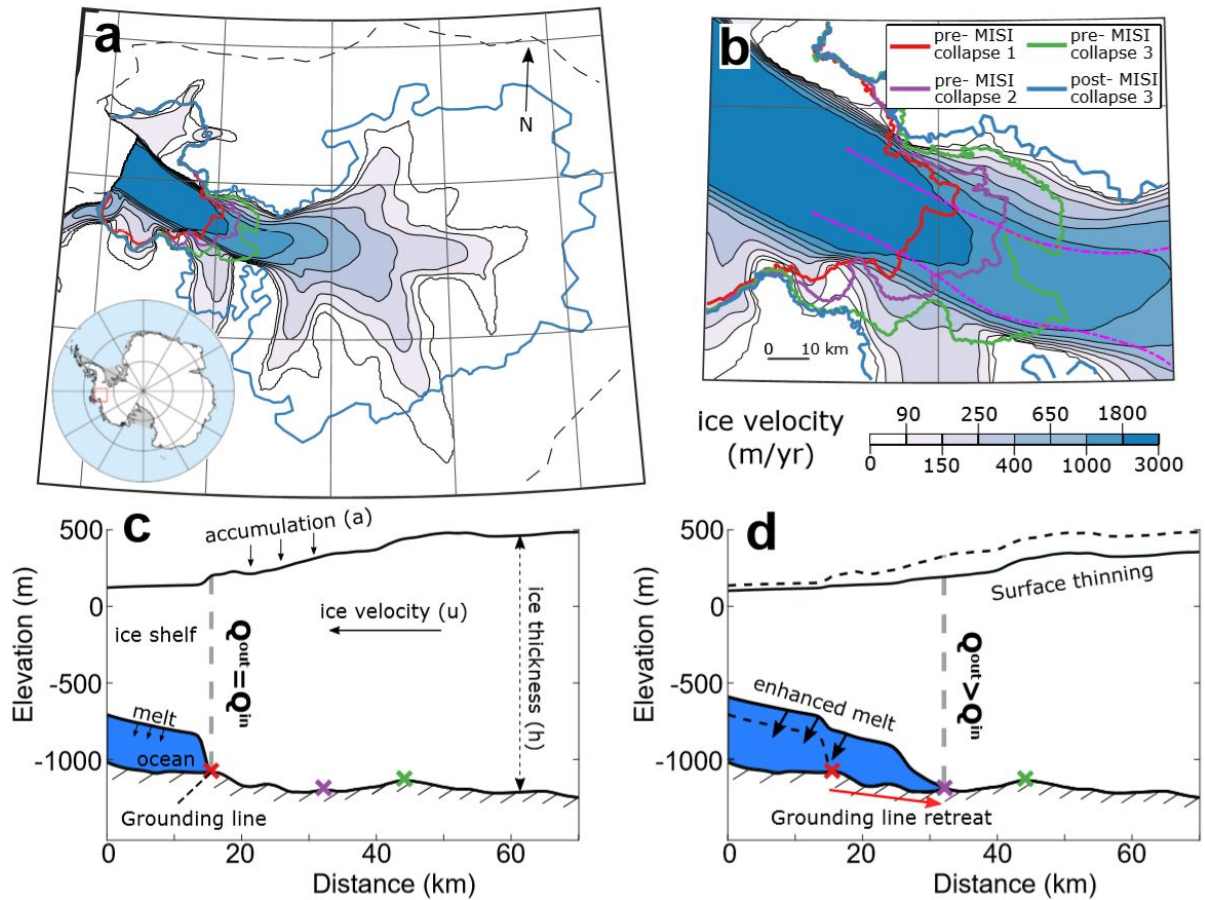 a
N
b
pre- MISI
collapse 1
pre- MISI
collapse 3
pre- MISI
collapse 2
post- MISI
collapse 3
0 10 km
ice velocity
(m/yr)
90 250 650 1800
0 150 400 1000 3000
c
accumulation (a)
500
0
-500
-1000
Elevation (m)
ice shelf
Qout=Qin
ice velocity (u)
ice thickness (h)
melt
ocean
Grounding line
0 20 40 60
Distance (km)
d
500
0
-500
-1000
Elevation (m)
Surface thinning
enhanced melt
Qout>Qin
Grounding line retreat
0 20 40 60
Distance (km)